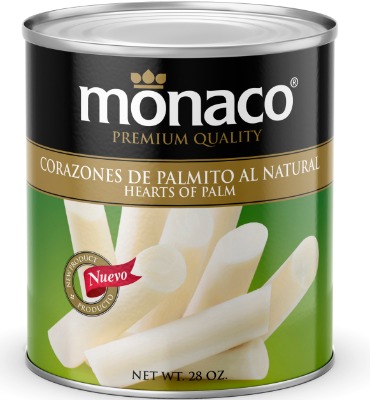 monaco®
PREMIUM QUALITY
CORAZONES DE PALMITO AL NATURAL
HEARTS OF PALM
NEW PRODUCT
Nuevo
PRODUCTO
NET WT. 28 OZ.